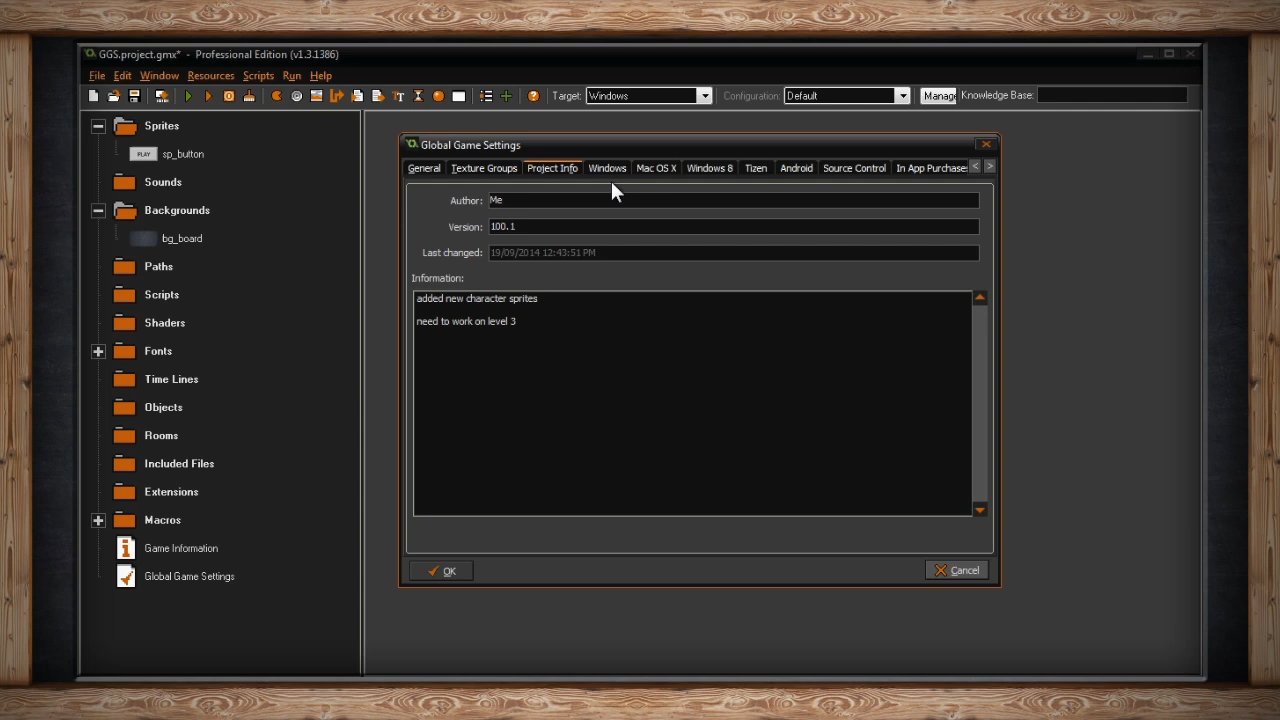 GGS.project.gmx* - Professional Edition (v1.3.1386)
File Edit Window Resources Scripts Run Help
Target: Windows Configuration: Default Manage Knowledge Base:
Sprites
PLAY sp_button
Sounds
Backgrounds
bg_board
Paths
Scripts
Shaders
Fonts
Time Lines
Objects
Rooms
Included Files
Extensions
Macros
Game Information
Global Game Settings
Global Game Settings
General Texture Groups Project Info Windows Mac OS X Windows 8 Tizen Android Source Control In App Purchases
Author: Me
Version: 100.1
Last changed: 19/09/2014 12:43:51 PM
Information:
added new character sprites
need to work on level 3
OK Cancel